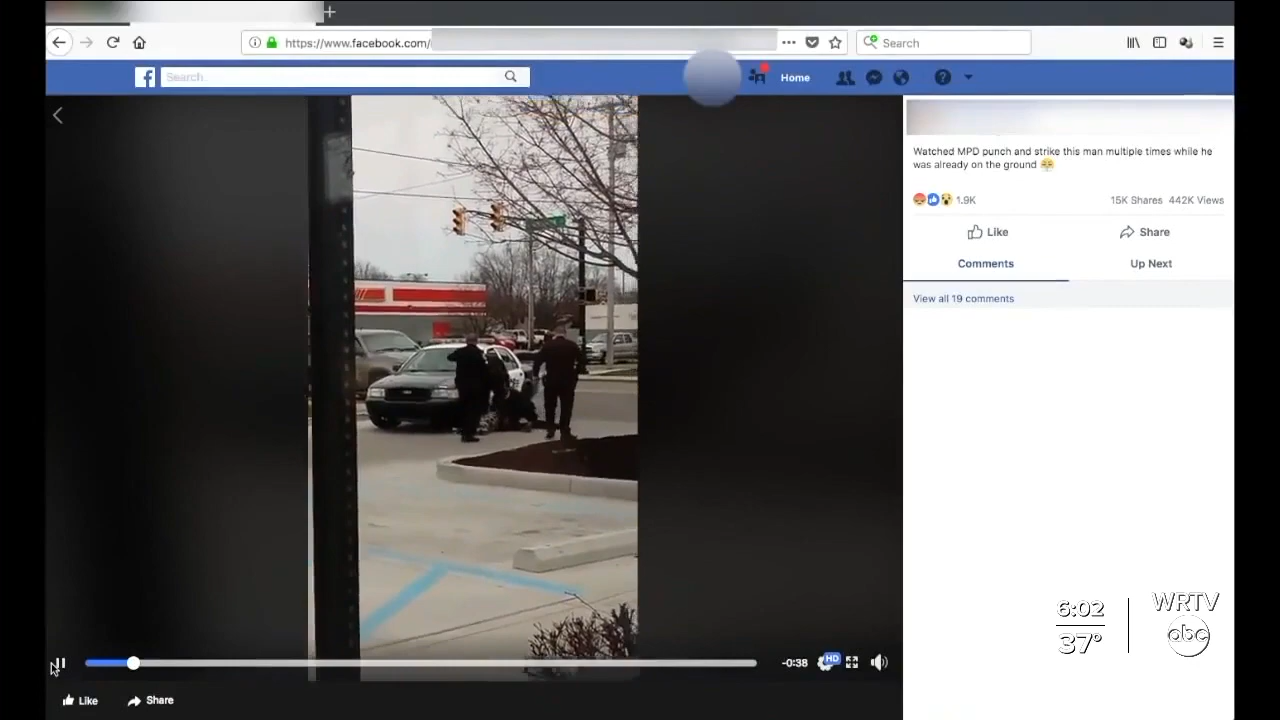 https://www.facebook.com/
Search
Search
Home
Watched MPD punch and strike this man multiple times while he
was already on the ground
1.9K
15K Shares 442K Views
Like
Share
Comments
Up Next
View all 19 comments
6:02
37°
WRTV
abc
-0:38
HD
Like
Share